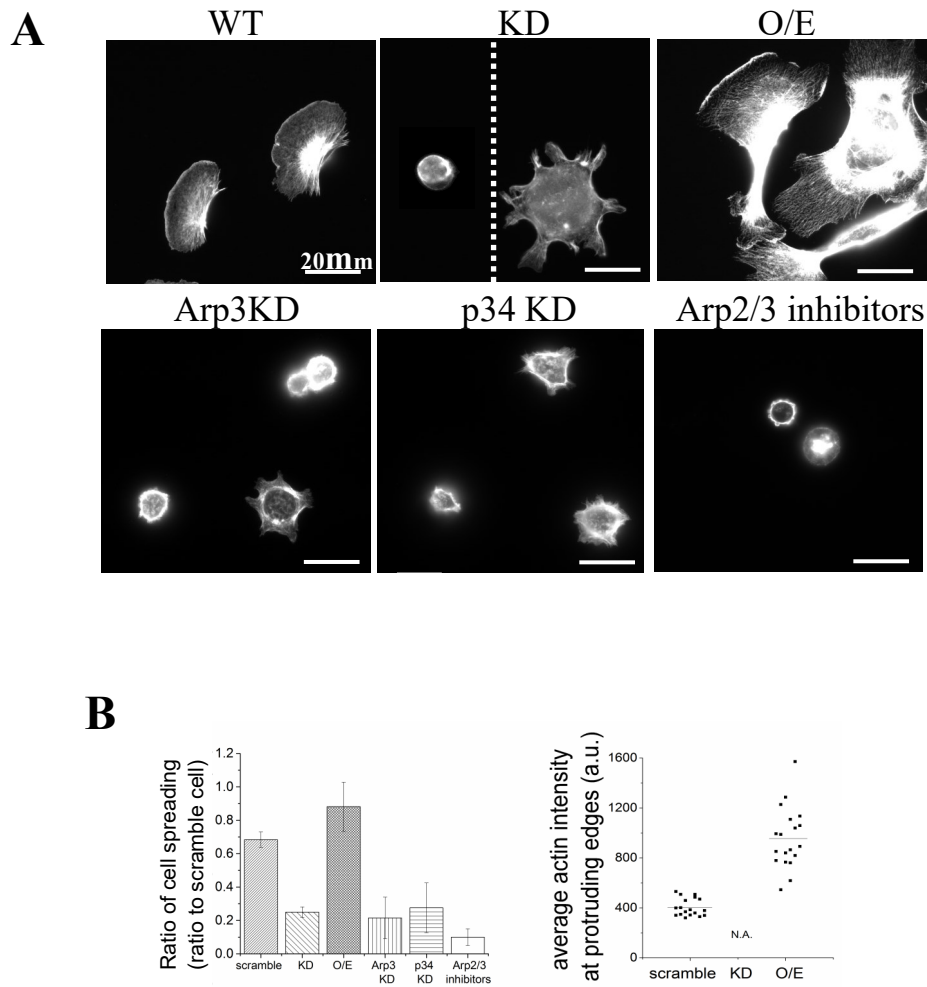 A
WT
KD
O/E
20mm
Arp3KD
p34 KD
Arp2/3 inhibitors
B
Ratio of cell spreading
(ratio to scramble cell)
1.2
1.0
0.8
0.6
0.4
0.2
0.0
scramble
KD
O/E
Arp3
KD
p34
KD
Arp2/3
inhibitors
average actin intensity
at protruding edges (a.u.)
1600
1200
800
400
0
N.A.
scramble
KD
O/E